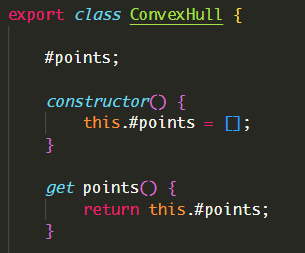 export class ConvexHull {
#points;
constructor() {
this.#points = [];
}
get points() {
return this.#points;
}